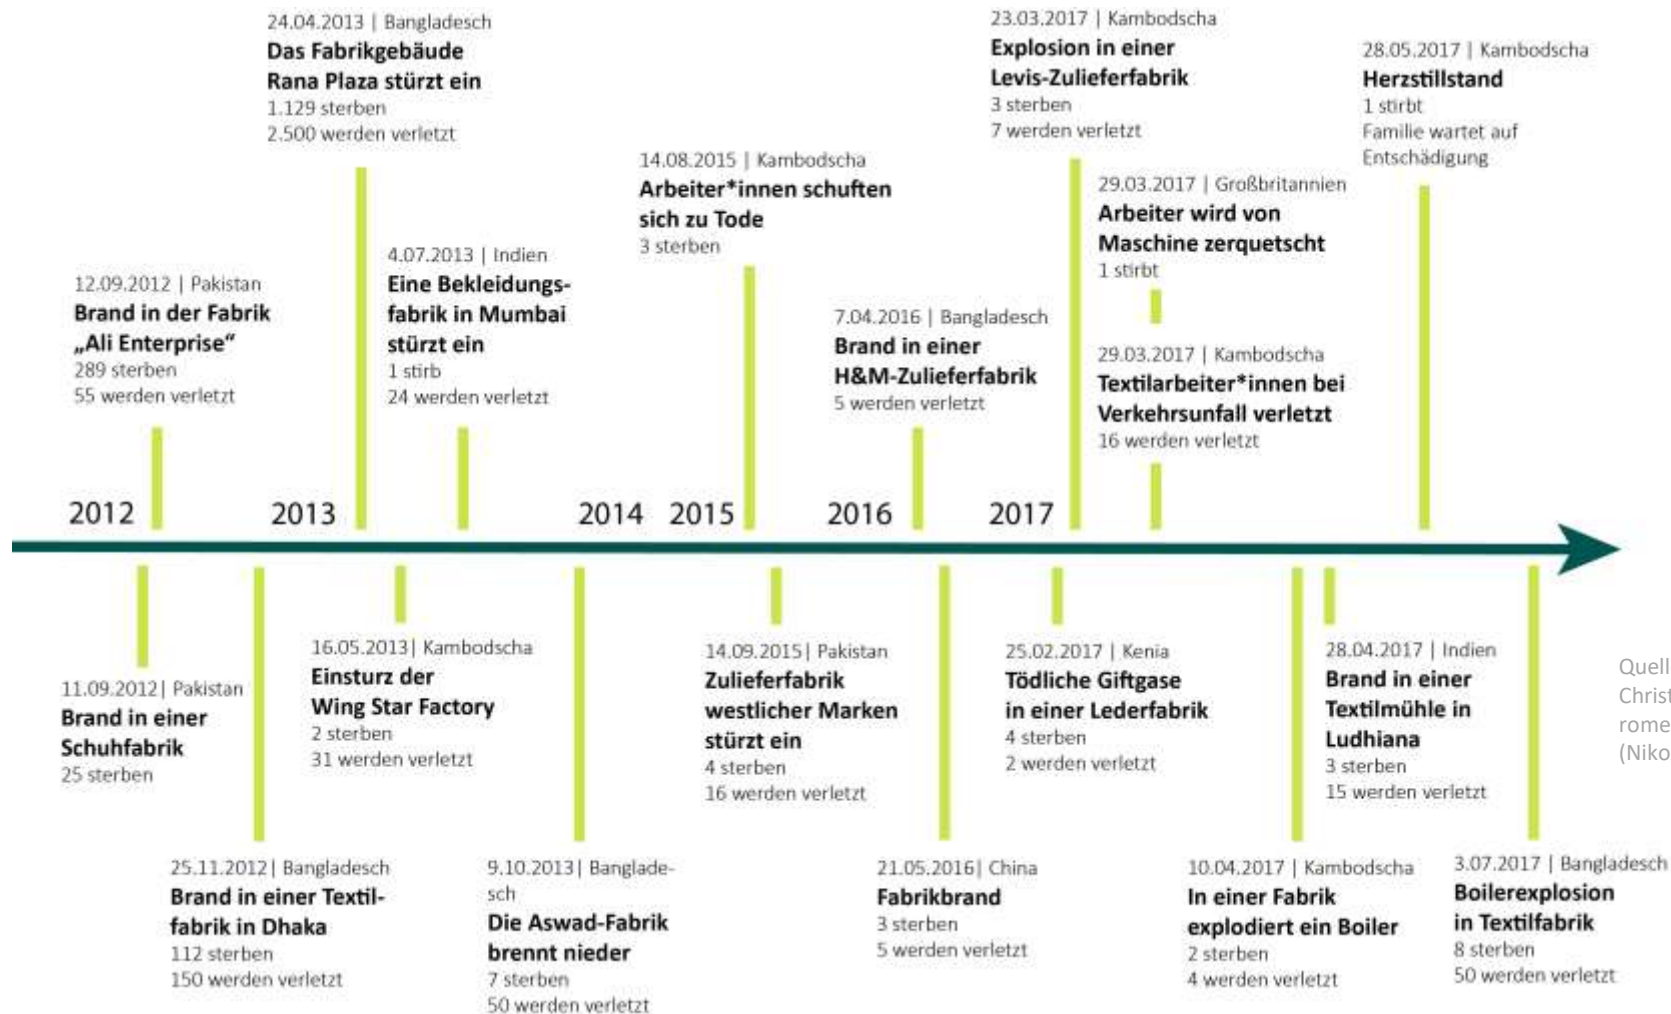 24.04.2013 | Bangladesch
Das Fabrikgebäude
Rana Plaza stürzt ein
1.129 sterben
2.500 werden verletzt
23.03.2017 | Kambodscha
Explosion in einer
Levis-Zulieferfabrik
3 sterben
7 werden verletzt
28.05.2017 | Kambodscha
Herzstillstand
1 stirbt
Familie wartet auf
Entschädigung
14.08.2015 | Kambodscha
Arbeiter*innen schuften
sich zu Tode
3 sterben
29.03.2017 | Großbritannien
Arbeiter wird von
Maschine zerquetscht
1 stirbt
12.09.2012 | Pakistan
Brand in der Fabrik
„Ali Enterprise“
289 sterben
55 werden verletzt
4.07.2013 | Indien
Eine Bekleidungs-
fabrik in Mumbai
stürzt ein
1 stirb
24 werden verletzt
7.04.2016 | Bangladesch
Brand in einer
H&M-Zulieferfabrik
5 werden verletzt
29.03.2017 | Kambodscha
Textilarbeiter*innen bei
Verkehrsunfall verletzt
16 werden verletzt
2012
2013
2014
2015
2016
2017
11.09.2012| Pakistan
Brand in einer
Schuhfabrik
25 sterben
16.05.2013| Kambodscha
Einsturz der
Wing Star Factory
2 sterben
31 werden verletzt
14.09.2015| Pakistan
Zulieferfabrik
westlicher Marken
stürzt ein
4 sterben
16 werden verletzt
25.02.2017 | Kenia
Tödliche Giftgase
in einer Lederfabrik
4 sterben
2 werden verletzt
28.04.2017 | Indien
Brand in einer
Textilmühle in
Ludhiana
3 sterben
15 werden verletzt
Quell
Christ
rome
(Niko
25.11.2012| Bangladesch
Brand in einer Textil-
fabrik in Dhaka
112 sterben
150 werden verletzt
9.10.2013| Banglade-
sch
Die Aswad-Fabrik
brennt nieder
7 sterben
50 werden verletzt
21.05.2016| China
Fabrikbrand
3 sterben
5 werden verletzt
10.04.2017 | Kambodscha
In einer Fabrik
explodiert ein Boiler
2 sterben
4 werden verletzt
3.07.2017 | Bangladesch
Boilerexplosion
in Textilfabrik
8 sterben
50 werden verletzt